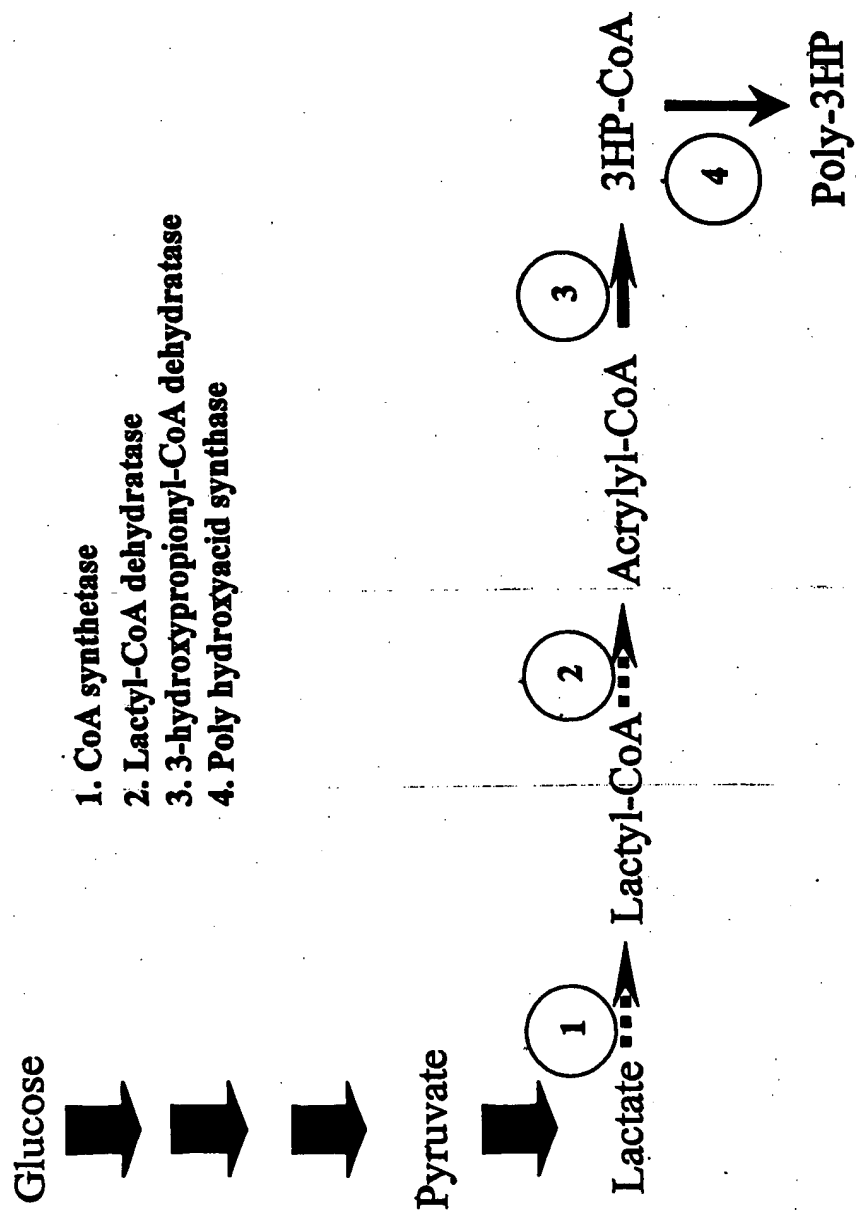 Glucose
1. CoA synthetase
2. Lactyl-CoA dehydratase
3. 3-hydroxypropionyl-CoA dehydratase
4. Poly hydroxyacid synthase
Pyruvate
1
2
3
Lactate
Lactyl-CoA
Acrylyl-CoA
3HP-CoA
4
Poly-3HP